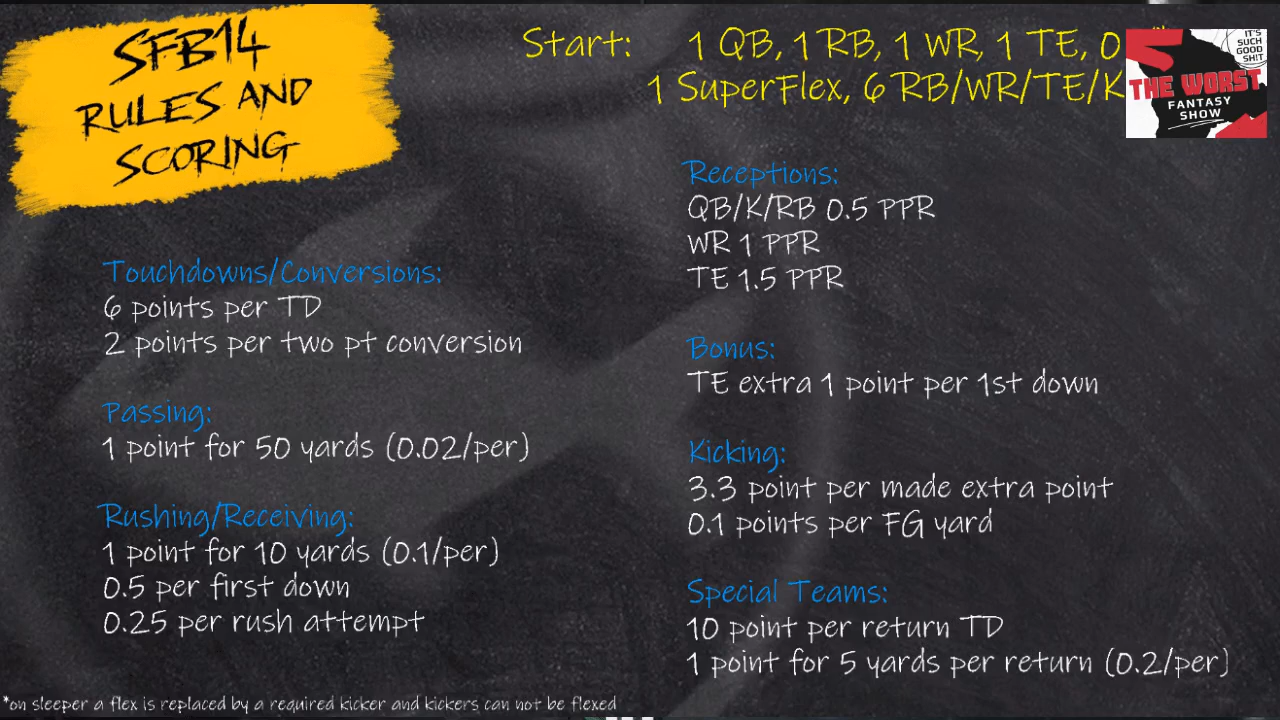 SFB14
RULES AND
SCORING
Start: 1 QB, 1 RB, 1 WR, 1 TE, 0
1 SuperFlex, 6 RB/WR/TE/K
IT'S
SUCH
GOOD
SH!T
THE WORST
FANTASY
SHOW
Touchdowns/Conversions:
6 points per TD
2 points per two pt conversion
Passing:
1 point for 50 yards (0.02/per)
Rushing/Receiving:
1 point for 10 yards (0.1/per)
0.5 per first down
0.25 per rush attempt
Receptions:
QB/K/RB 0.5 PPR
WR 1 PPR
TE 1.5 PPR
Bonus:
TE extra 1 point per 1st down
Kicking:
3.3 point per made extra point
0.1 points per FG yard
Special Teams:
10 point per return TD
1 point for 5 yards per return (0.2/per)
*on sleeper a flex is replaced by a required kicker and kickers can not be flexed